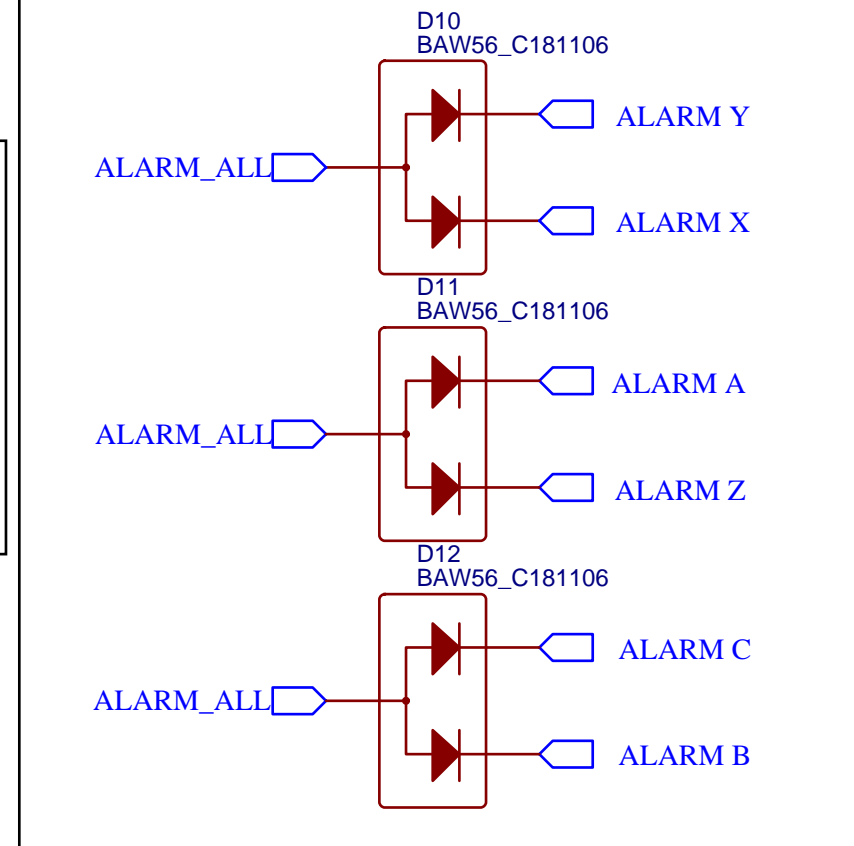 D10
BAW56_C181106
ALARM Y
ALARM_ALL
ALARM X
D11
BAW56_C181106
ALARM A
ALARM_ALL
ALARM Z
D12
BAW56_C181106
ALARM C
ALARM_ALL
ALARM B